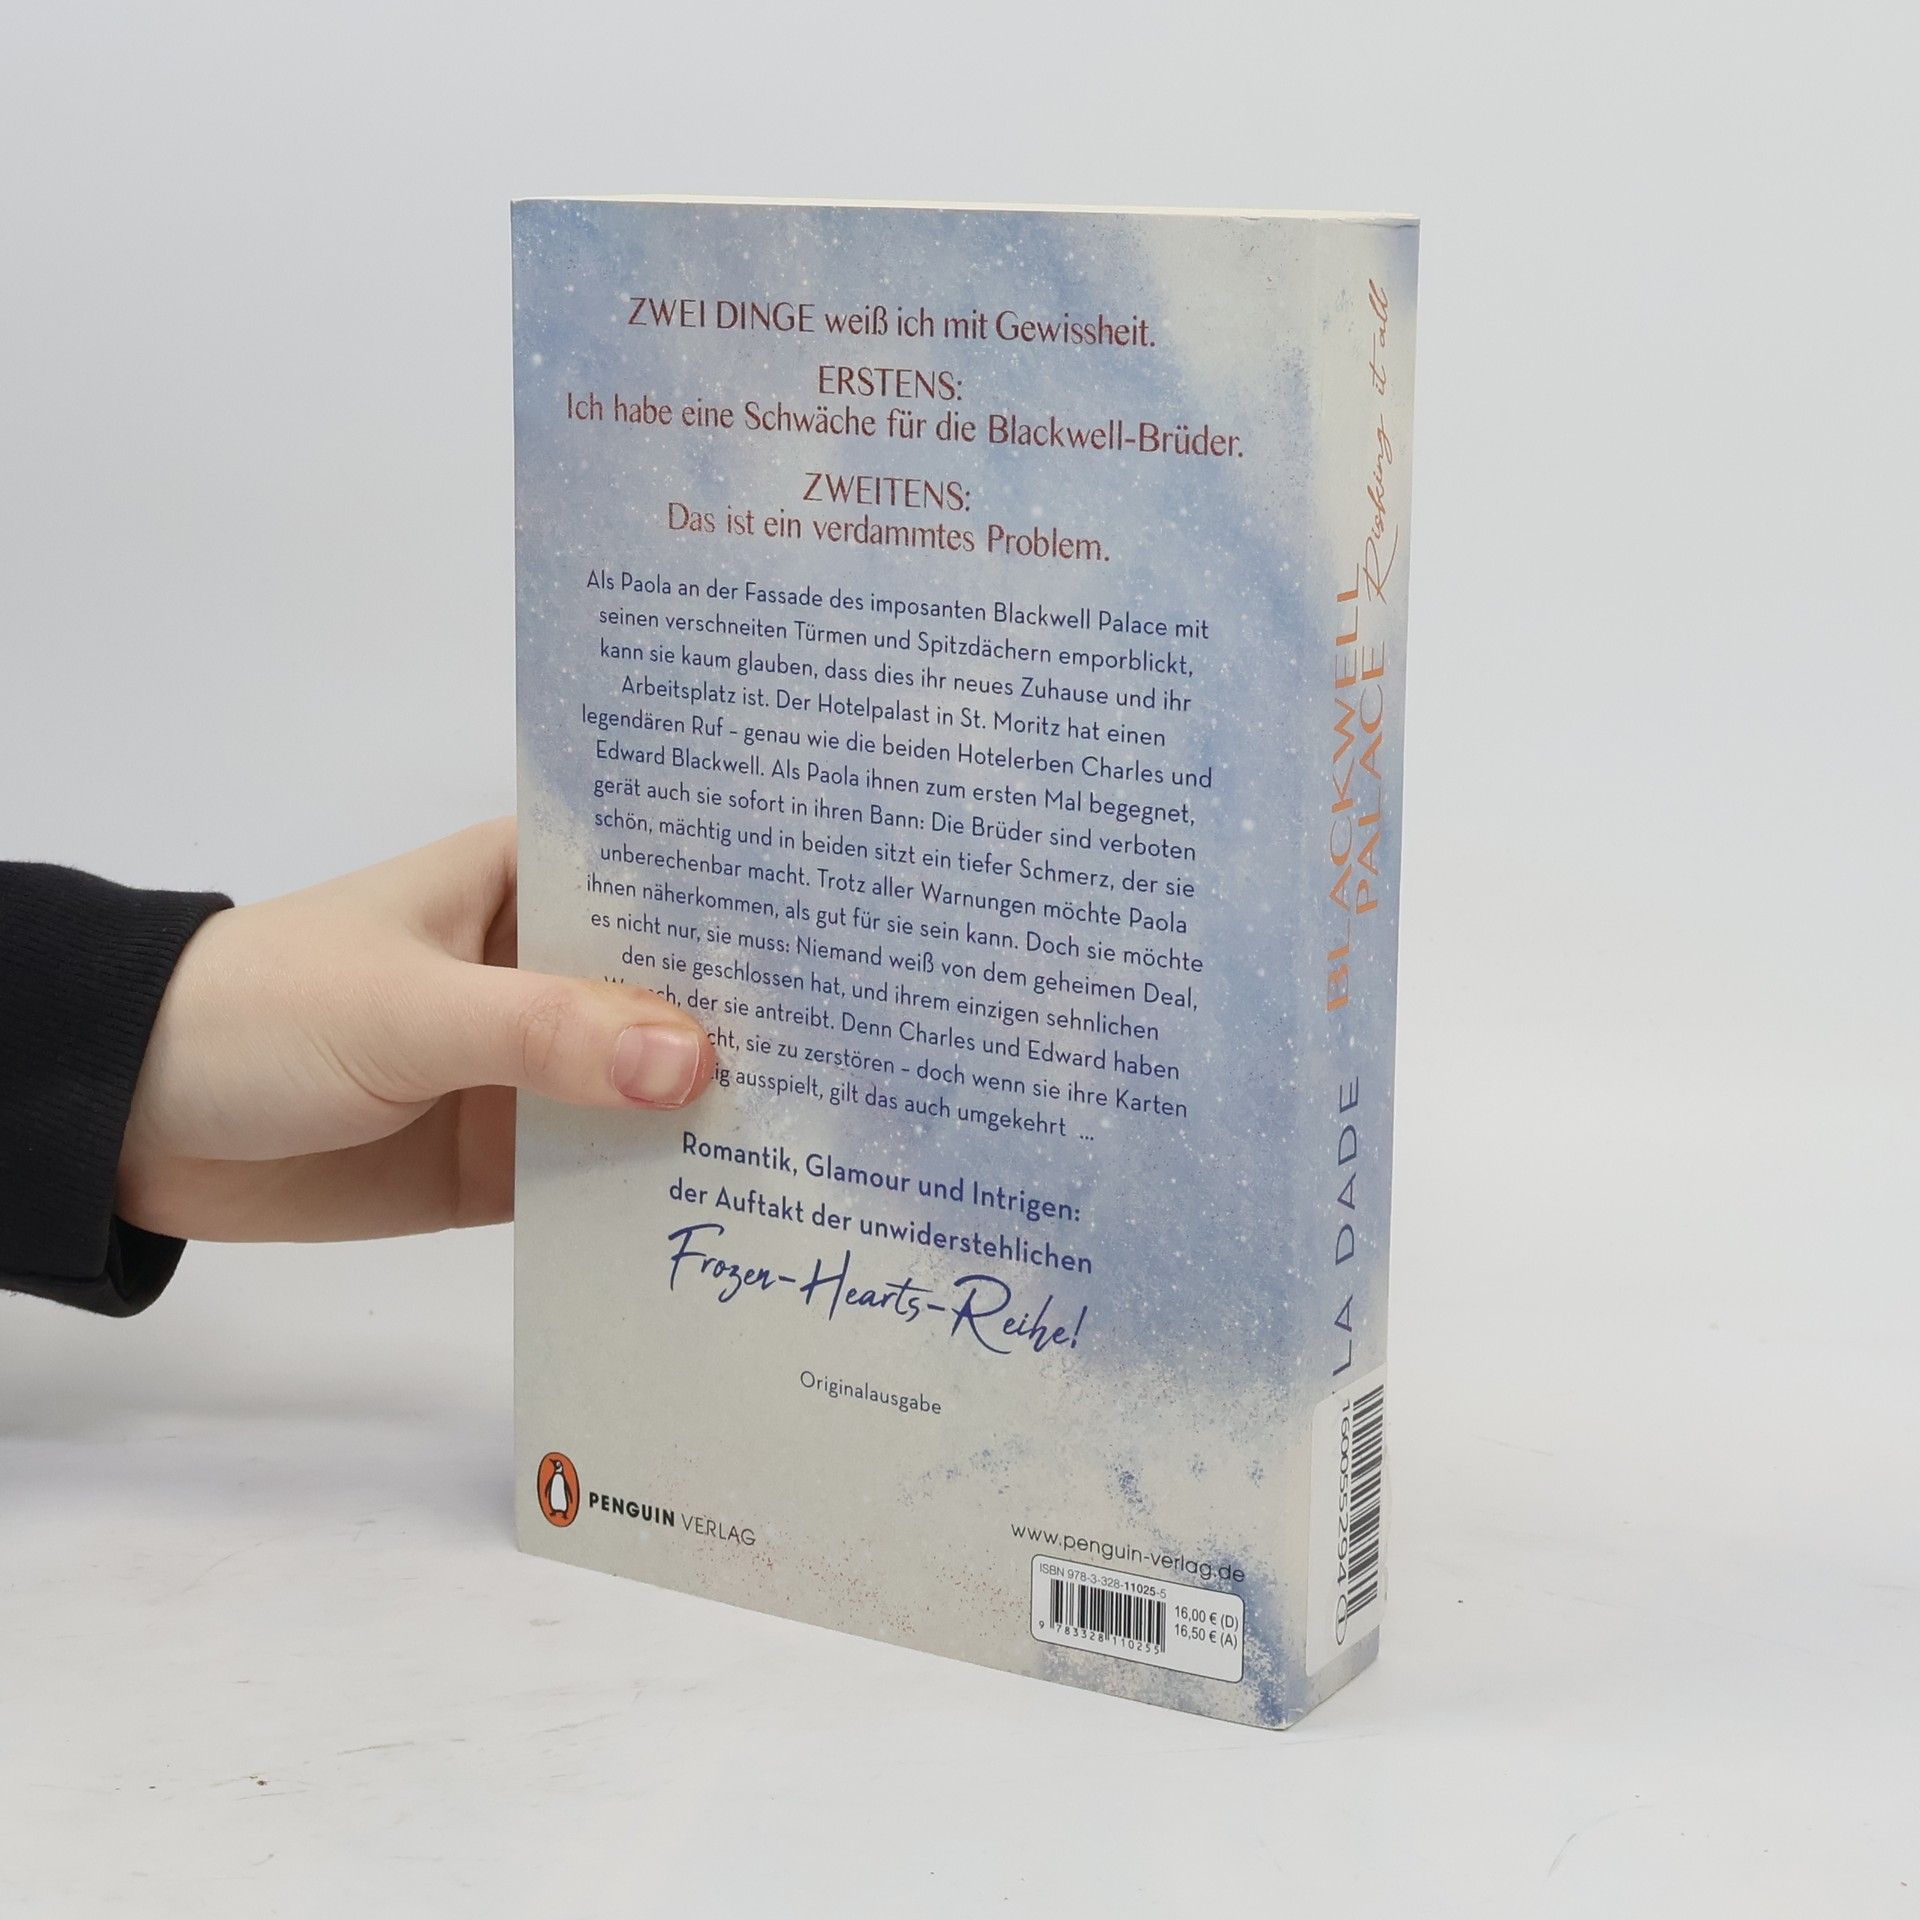 ZWEI DINGE weiß ich mit Gewissheit.
ERSTENS:
Ich habe eine Schwäche für die Blackwell-Brüder.
ZWEITENS:
Das ist ein verdammtes Problem.
Als Paola an der Fassade des imposanten Blackwell Palace mit
seinen verschneiten Türmen und Spitzdächern emporblickt,
kann sie kaum glauben, dass dies ihr neues Zuhause und ihr
Arbeitsplatz ist. Der Hotelpalast in St. Moritz hat einen
legendären Ruf – genau wie die beiden Hotelerben Charles und
Edward Blackwell. Als Paola ihnen zum ersten Mal begegnet,
gerät auch sie sofort in ihren Bann: Die Brüder sind verboten
schön, mächtig und in beiden sitzt ein tiefer Schmerz, der sie
unberechenbar macht. Trotz aller Warnungen möchte Paola
ihnen näherkommen, als gut für sie sein kann. Doch sie möchte
es nicht nur, sie muss: Niemand weiß von dem geheimen Deal,
den sie geschlossen hat, und ihrem einzigen sehnlichen
der sie antreibt. Denn Charles und Edward haben
sie zu zerstören – doch wenn sie ihre Karten
ausspielt, gilt das auch umgekehrt ...
Romantik, Glamour und Intrigen:
der Auftakt der unwiderstehlichen
Frozen-Hearts-Reihe!
Originalausgabe
PENGUIN VERLAG
www.penguin-verlag.de
ISBN 978-3-328-11025-5
16,00 € (D)
16,50 € (A)
9 783328 110255
BLACKWELL
PALACE
Risking it all
LA DADE